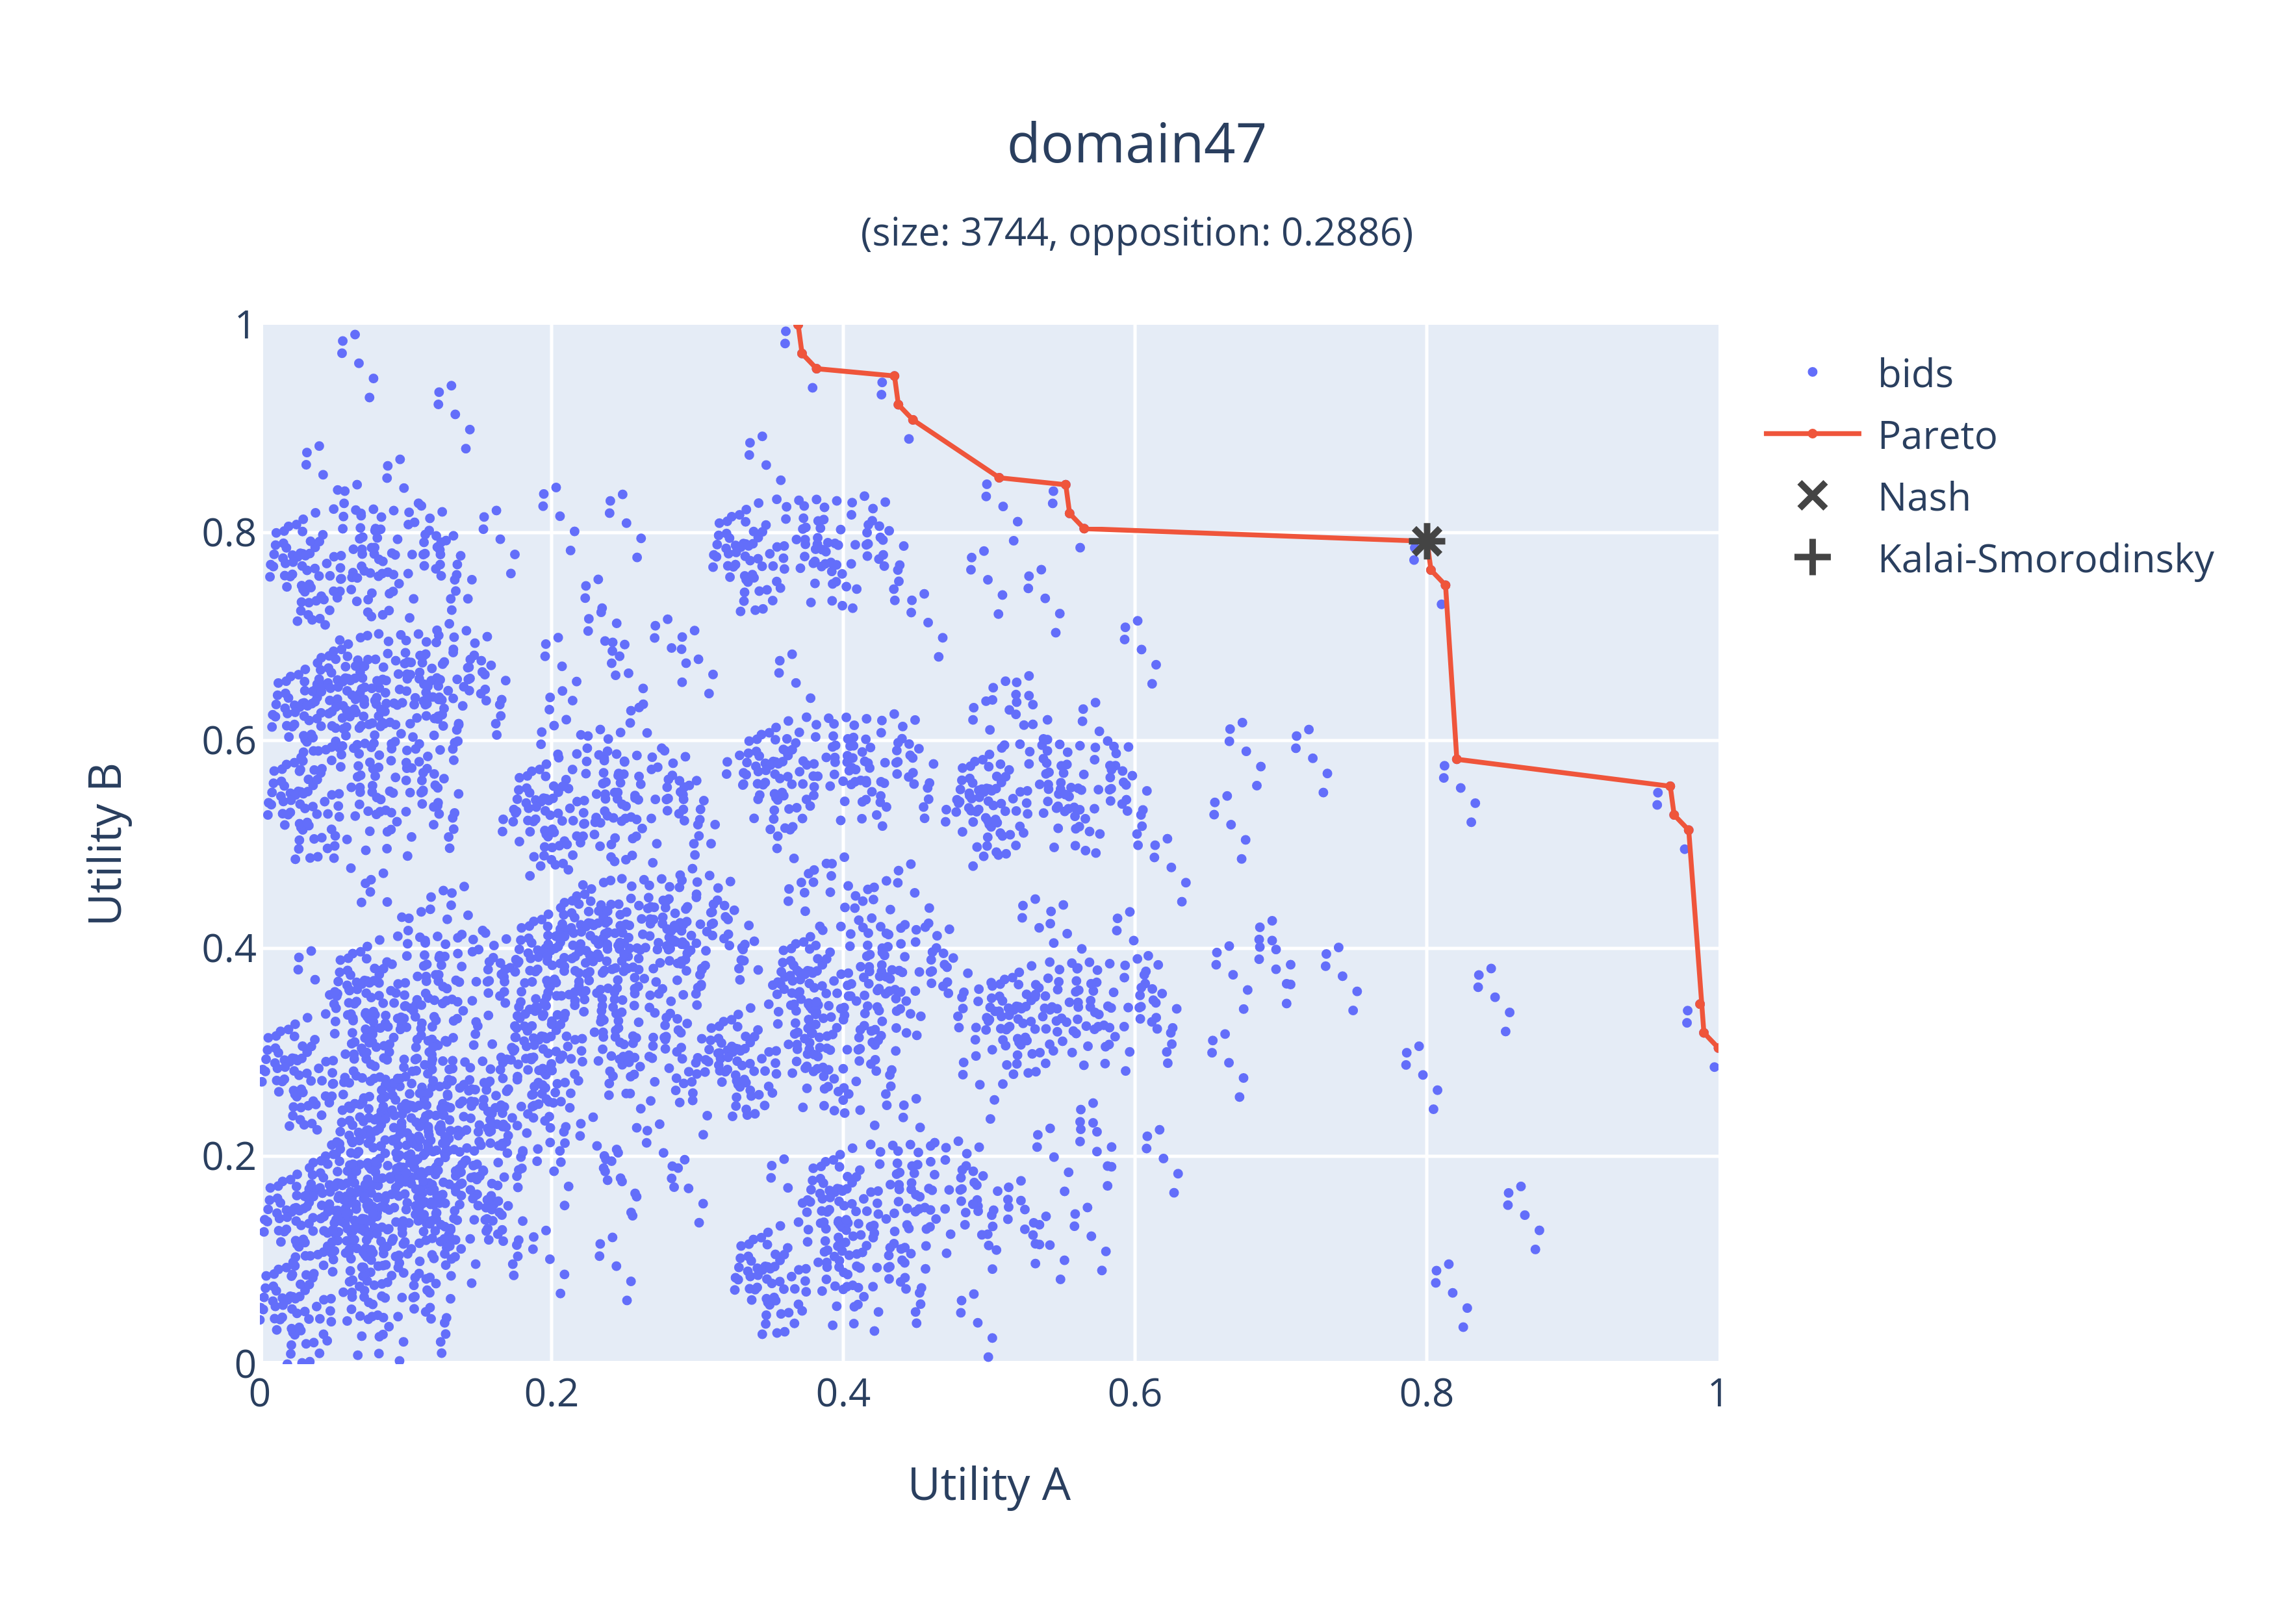 domain47
(size: 3744, opposition: 0.2886)
1
0.8
0.6
0.4
0.2
0
0
0.2
0.4
0.6
0.8
1
Utility A
Utility B
bids
Pareto
Nash
Kalai-Smorodinsky